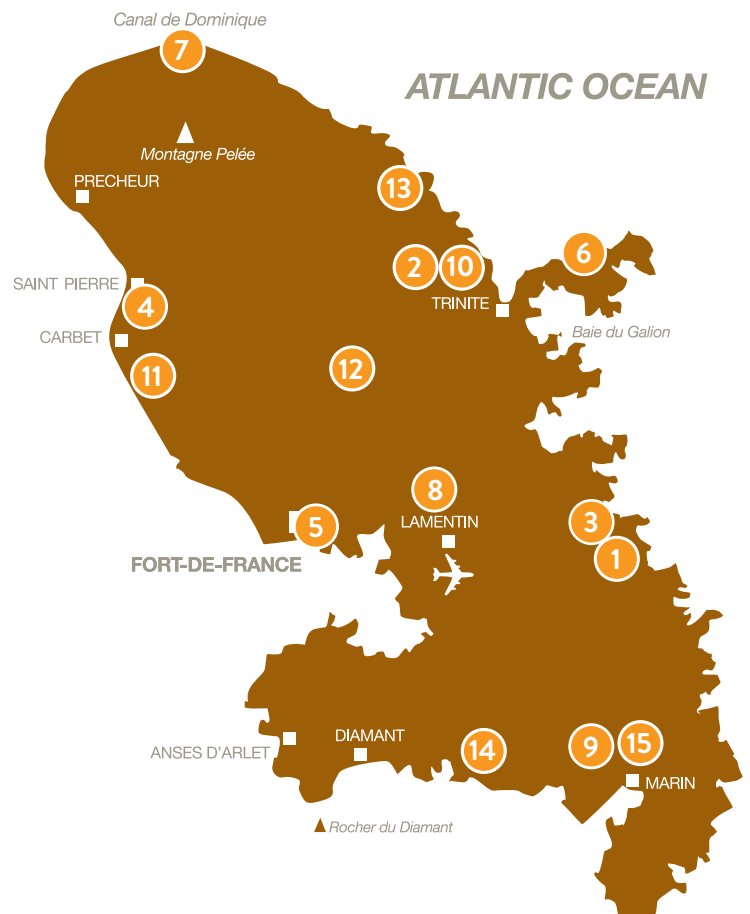 Canal de Dominique
7
ATLANTIC OCEAN
Montagne Pelée
PRECHEUR
13
2
10
6
SAINT PIERRE
4
TRINITE
Baie du Galion
CARBET
11
12
8
5
LAMENTIN
3
FORT-DE-FRANCE
1
ANSES D'ARLET
DIAMANT
14
9
15
MARIN
Rocher du Diamant